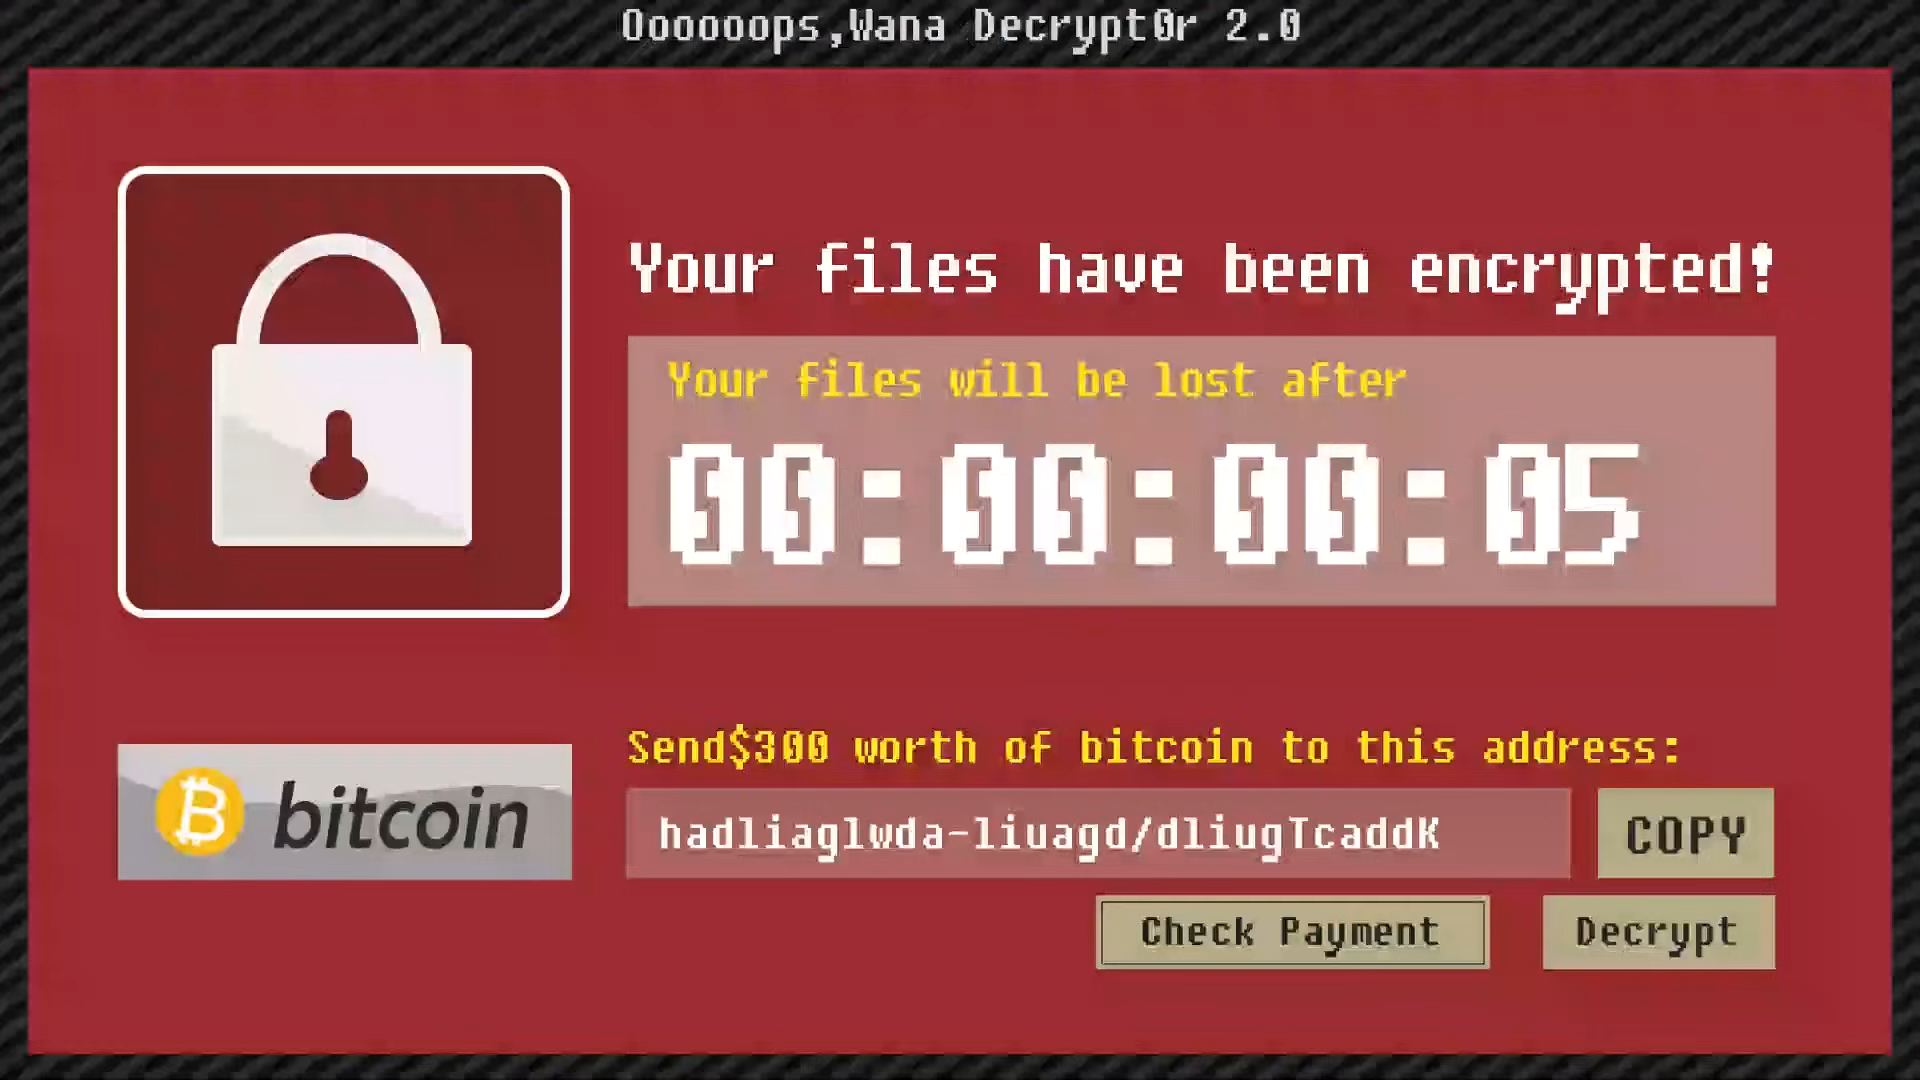 Oooooops,Wana Decrypt0r 2.0
Your files have been encrypted!
Your files will be lost after
00:00:00:05
bitcoin
Send$300 worth of bitcoin to this address:
hadliaglwda-liuagd/dliugTcaddK
COPY
Check Payment
Decrypt